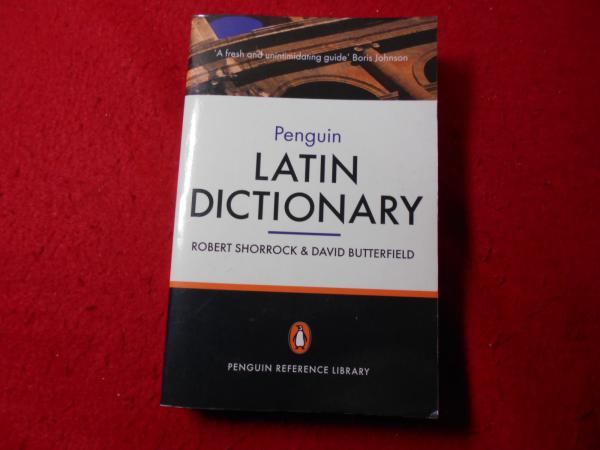 'A fresh and unintimidating guide' Boris Johnson
Penguin
LATIN
DICTIONARY
ROBERT SHORROCK & DAVID BUTTERFIELD
PENGUIN REFERENCE LIBRARY